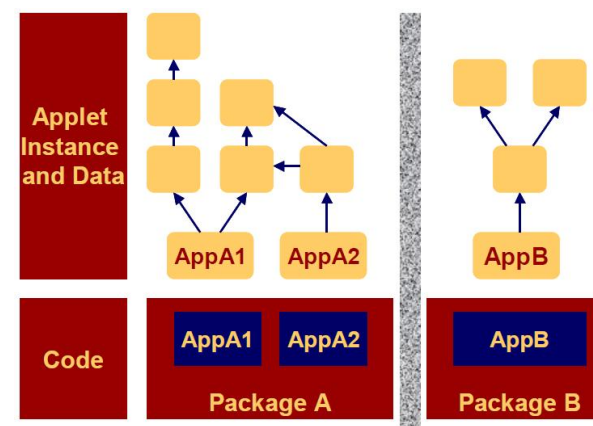 Applet
Instance
and Data
AppA1
AppA2
AppB
Code
AppA1
AppA2
AppB
Package A
Package B